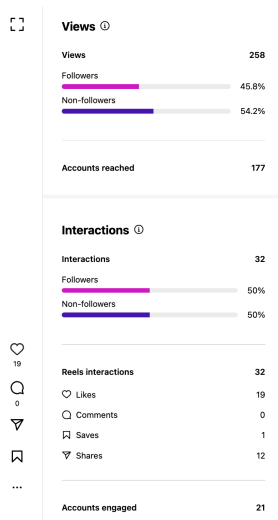 Views
Views 258
Followers
45.8%
Non-followers
54.2%
Accounts reached 177
Interactions
Interactions 32
Followers
50%
Non-followers
50%
Reels interactions 32
Likes 19
Comments 0
Saves 1
Shares 12
Accounts engaged 21
19
0